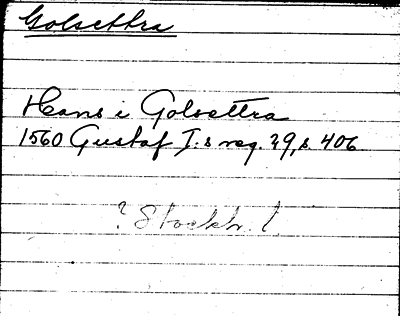 Golsettra
Hans i Golsettra
1560 Gustaf I:s reg. 29, s. 406
? Stockh. l.